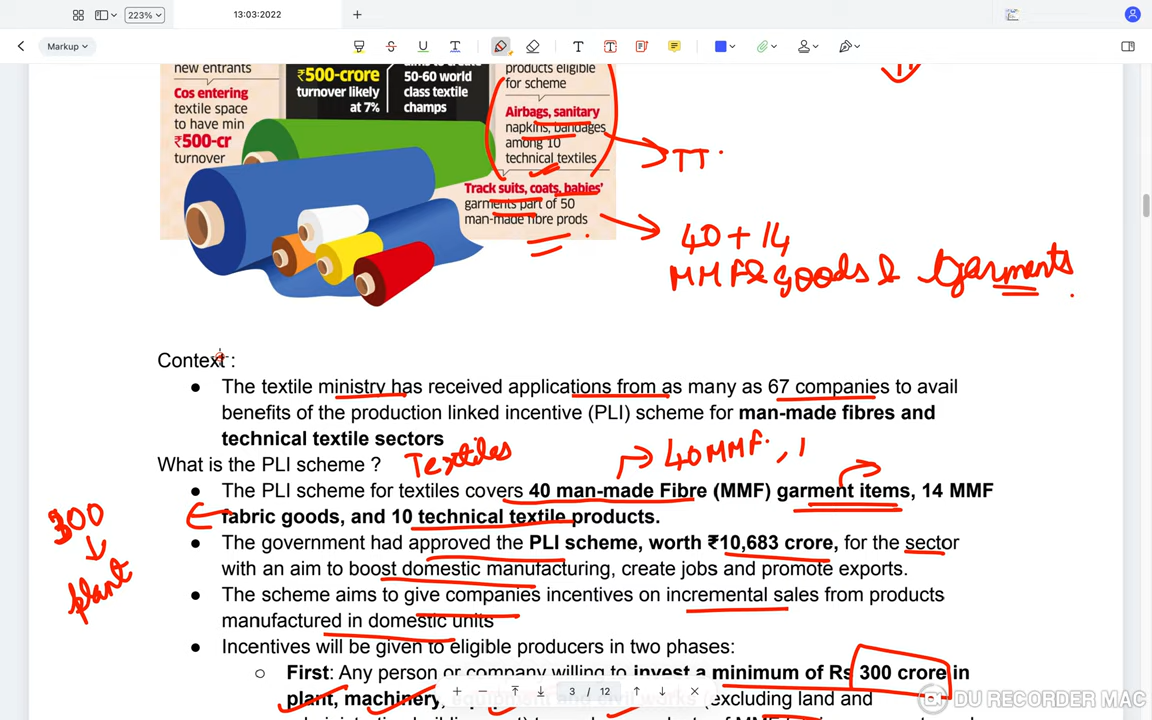 223%
13:03:2022
Markup
new entrants
Cos entering
textile space
to have min
₹500-cr
turnover
₹500-crore
turnover likely
at 7%
50-60 world
class textile
champs
products eligible
for scheme
Airbags, sanitary
napkins, bandages
among 10
technical textiles
Track suits, coats, babies'
garments part of 50
man-made fibre prods
TT
40 + 14
MMF& goods & garments
Context :
● The textile ministry has received applications from as many as 67 companies to avail
benefits of the production linked incentive (PLI) scheme for man-made fibres and
technical textile sectors
What is the PLI scheme ? Textiles
40 MMF , 1
● The PLI scheme for textiles covers 40 man-made Fibre (MMF) garment items, 14 MMF
fabric goods, and 10 technical textile products.
300
plant
● The government had approved the PLI scheme, worth ₹10,683 crore, for the sector
with an aim to boost domestic manufacturing, create jobs and promote exports.
● The scheme aims to give companies incentives on incremental sales from products
manufactured in domestic units
● Incentives will be given to eligible producers in two phases:
○ First: Any person or company willing to invest a minimum of Rs 300 crore in
plant, machinery, (excluding land and
3 / 12
DU RECORDER MAC